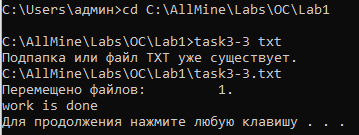 C:\Users\админ>cd C:\AllMine\Labs\OC\Lab1
C:\AllMine\Labs\OC\Lab1>task3-3 txt
Подпапка или файл TXT уже существует.
C:\AllMine\Labs\OC\Lab1\task3-3.txt
Перемещено файлов:         1.
work is done
Для продолжения нажмите любую клавишу . . .